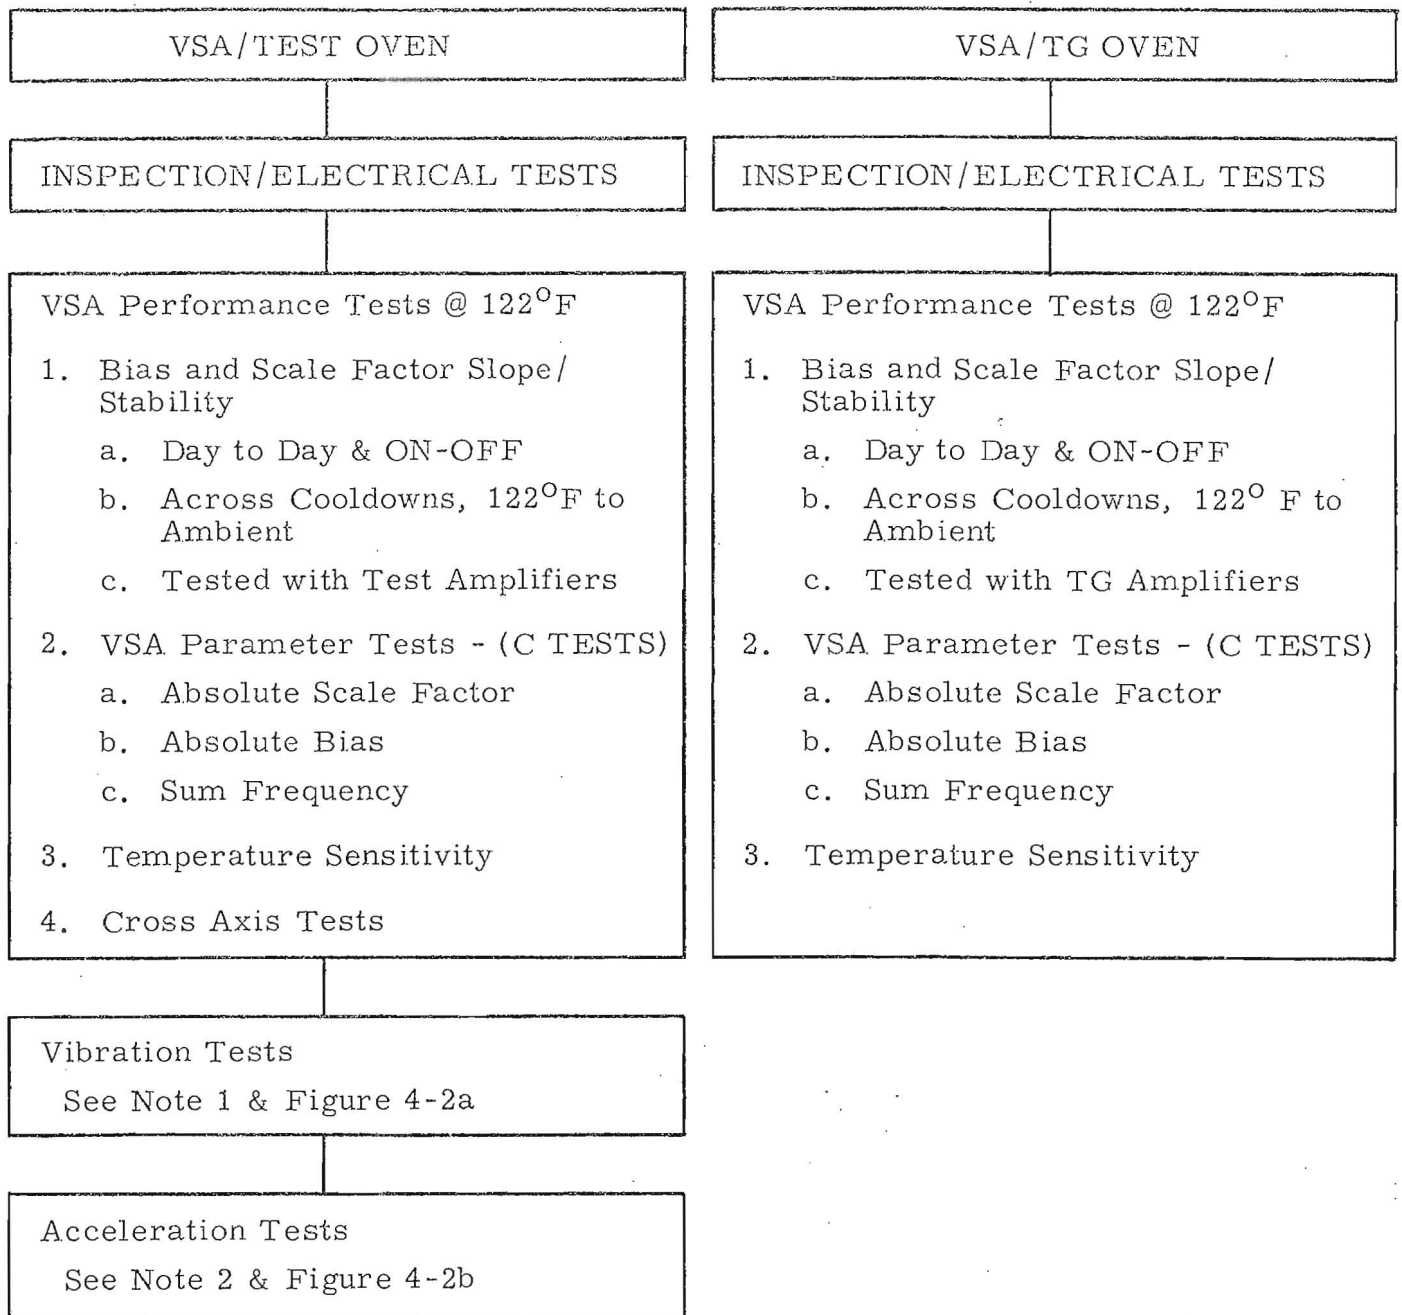 VSA/TEST OVEN
INSPECTION/ELECTRICAL TESTS
VSA Performance Tests @ 122°F
1. Bias and Scale Factor Slope/
Stability
a. Day to Day & ON-OFF
b. Across Cooldowns, 122°F to
Ambient
c. Tested with Test Amplifiers
2. VSA Parameter Tests - (C TESTS)
a. Absolute Scale Factor
b. Absolute Bias
c. Sum Frequency
3. Temperature Sensitivity
4. Cross Axis Tests
Vibration Tests
See Note 1 & Figure 4-2a
Acceleration Tests
See Note 2 & Figure 4-2b
VSA/TG OVEN
INSPECTION/ELECTRICAL TESTS
VSA Performance Tests @ 122°F
1. Bias and Scale Factor Slope/
Stability
a. Day to Day & ON-OFF
b. Across Cooldowns, 122° F to
Ambient
c. Tested with TG Amplifiers
2. VSA Parameter Tests - (C TESTS)
a. Absolute Scale Factor
b. Absolute Bias
c. Sum Frequency
3. Temperature Sensitivity